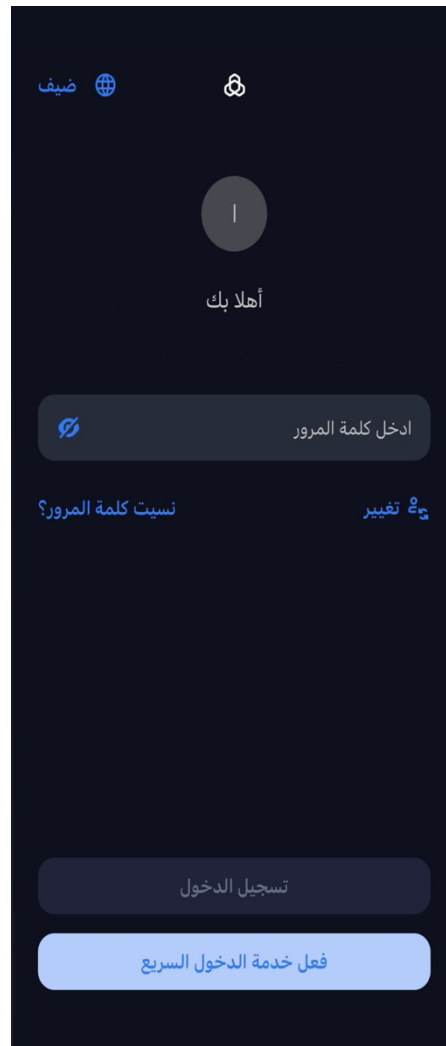 ضيف
ا
أهلا بك
ادخل كلمة المرور
تغيير
نسيت كلمة المرور؟
تسجيل الدخول
فعل خدمة الدخول السريع